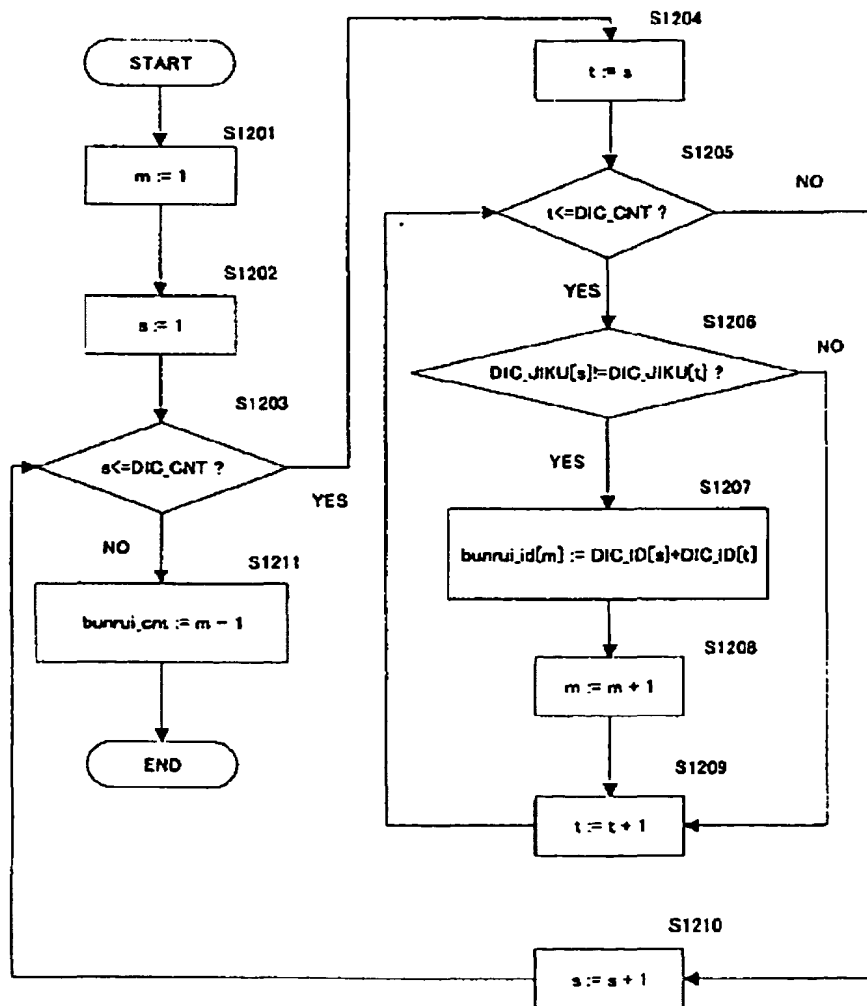 START
S1201
m := 1
S1202
s := 1
S1203
s<=DIC_CNT ?
YES
NO
S1211
bunrui_cnt := m - 1
END
S1204
t := s
S1205
t<=DIC_CNT ?
NO
YES
S1206
DIC_JIKU[s]!=DIC_JIKU[t] ?
NO
YES
S1207
bunrui_id[m] := DIC_ID[s]+DIC_ID[t]
S1208
m := m + 1
S1209
t := t + 1
S1210
s := s + 1